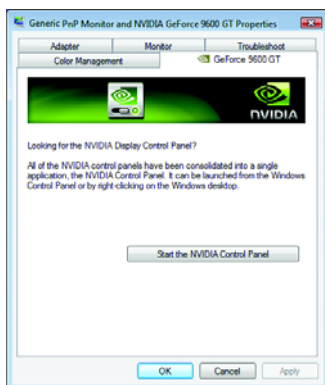 Generic PnP Monitor and NVIDIA GeForce 9600 GT Properties
Adapter Monitor Troubleshoot
Color Management GeForce 9600 GT
NVIDIA
Looking for the NVIDIA Display Control Panel?
All of the NVIDIA control panels have been consolidated into a single
application, the NVIDIA Control Panel. It can be launched from the Windows
Control Panel or by right-clicking on the Windows desktop.
Start the NVIDIA Control Panel
OK Cancel Apply